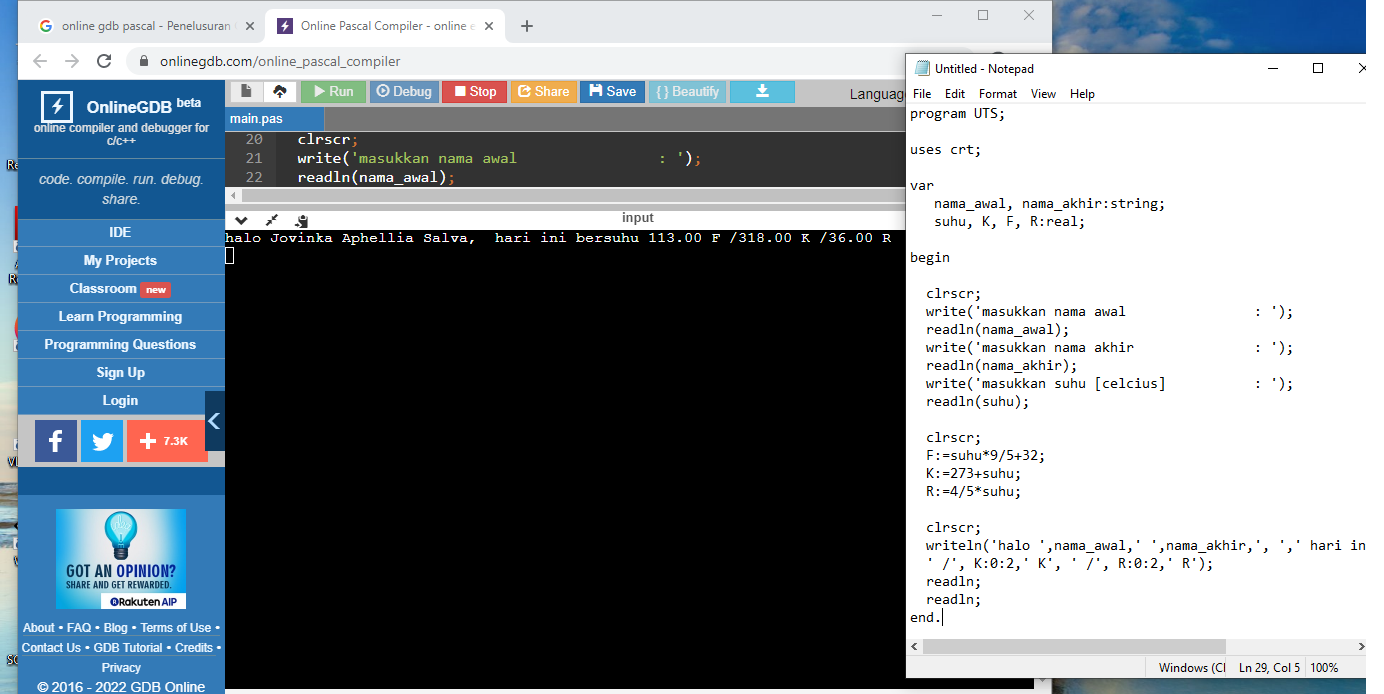 online gdb pascal - Penelusuran
Online Pascal Compiler - online e
onlinegdb.com/online_pascal_compiler
OnlineGDB beta
online compiler and debugger for
c/c++
code. compile. run. debug.
share.
IDE
My Projects
Classroom new
Learn Programming
Programming Questions
Sign Up
Login
7.3K
GOT AN OPINION?
SHARE AND GET REWARDED.
Rakuten AIP
About • FAQ • Blog • Terms of Use •
Contact Us • GDB Tutorial • Credits •
Privacy
© 2016 - 2022 GDB Online
Run Debug Stop Share Save { } Beautify
Languag
main.pas
20 clrscr;
21 write('masukkan nama awal : ');
22 readln(nama_awal);
input
halo Jovinka Aphellia Salva, hari ini bersuhu 113.00 F /318.00 K /36.00 R
Untitled - Notepad
File Edit Format View Help
program UTS;
uses crt;
var
nama_awal, nama_akhir:string;
suhu, K, F, R:real;
begin
clrscr;
write('masukkan nama awal : ');
readln(nama_awal);
write('masukkan nama akhir : ');
readln(nama_akhir);
write('masukkan suhu [celcius] : ');
readln(suhu);
clrscr;
F:=suhu*9/5+32;
K:=273+suhu;
R:=4/5*suhu;
clrscr;
writeln('halo ',nama_awal,' ',nama_akhir,', ',' hari in
' /', K:0:2,' K', ' /', R:0:2,' R');
readln;
readln;
end.
Windows (Cl Ln 29, Col 5 100%